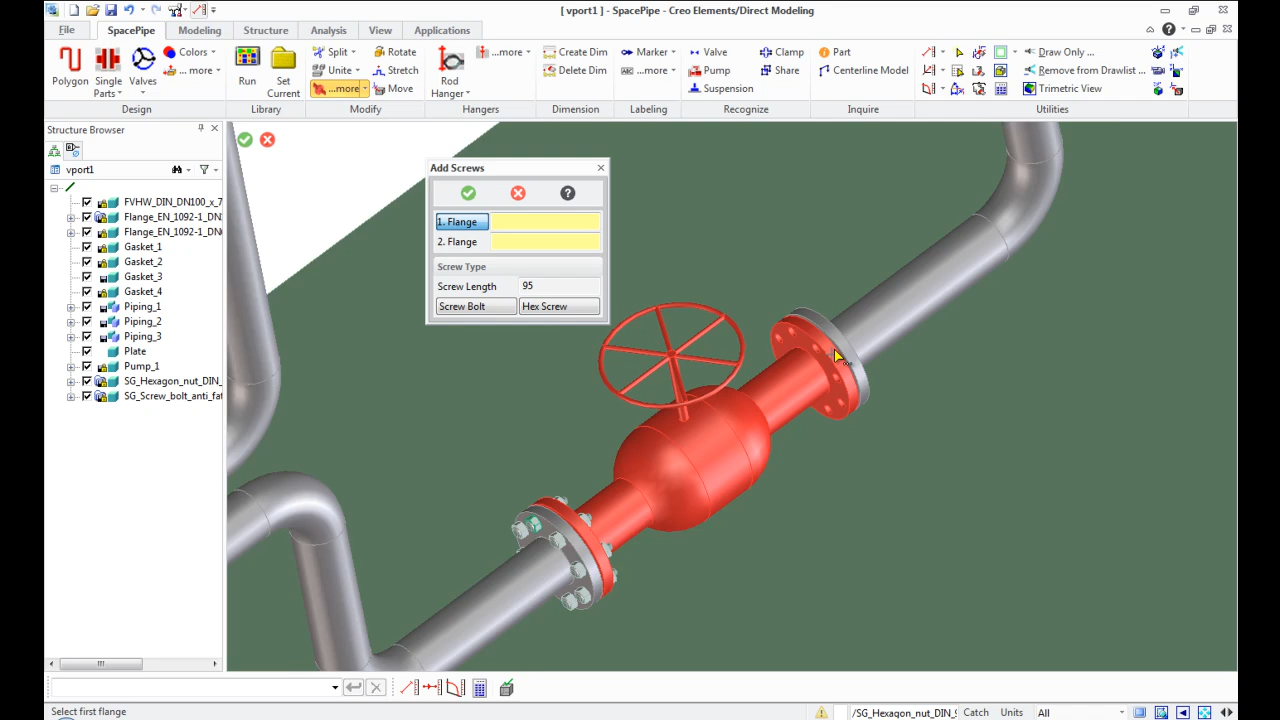 [ vport1 ] - SpacePipe - Creo Elements/Direct Modeling
File SpacePipe Modeling Structure Analysis View Applications
Polygon Single Parts Valves Colors ... more
Design
Run Set Current
Library
Split Unite ...more Rotate Stretch Move
Modify
Rod Hanger ...more
Hangers
Create Dim Delete Dim
Dimension
Marker ABC ...more
Labeling
Valve Pump Suspension Clamp Share
Recognize
Part Centerline Model
Inquire
Draw Only ... Remove from Drawlist ... Trimetric View
Utilities
Structure Browser
vport1
FVHW_DIN_DN100_x_7
Flange_EN_1092-1_DN
Flange_EN_1092-1_DN
Gasket_1
Gasket_2
Gasket_3
Gasket_4
Piping_1
Piping_2
Piping_3
Plate
Pump_1
SG_Hexagon_nut_DIN_
SG_Screw_bolt_anti_fat
Add Screws
1. Flange
2. Flange
Screw Type
Screw Length 95
Screw Bolt Hex Screw
Select first flange
/SG_Hexagon_nut_DIN_9 Catch Units All